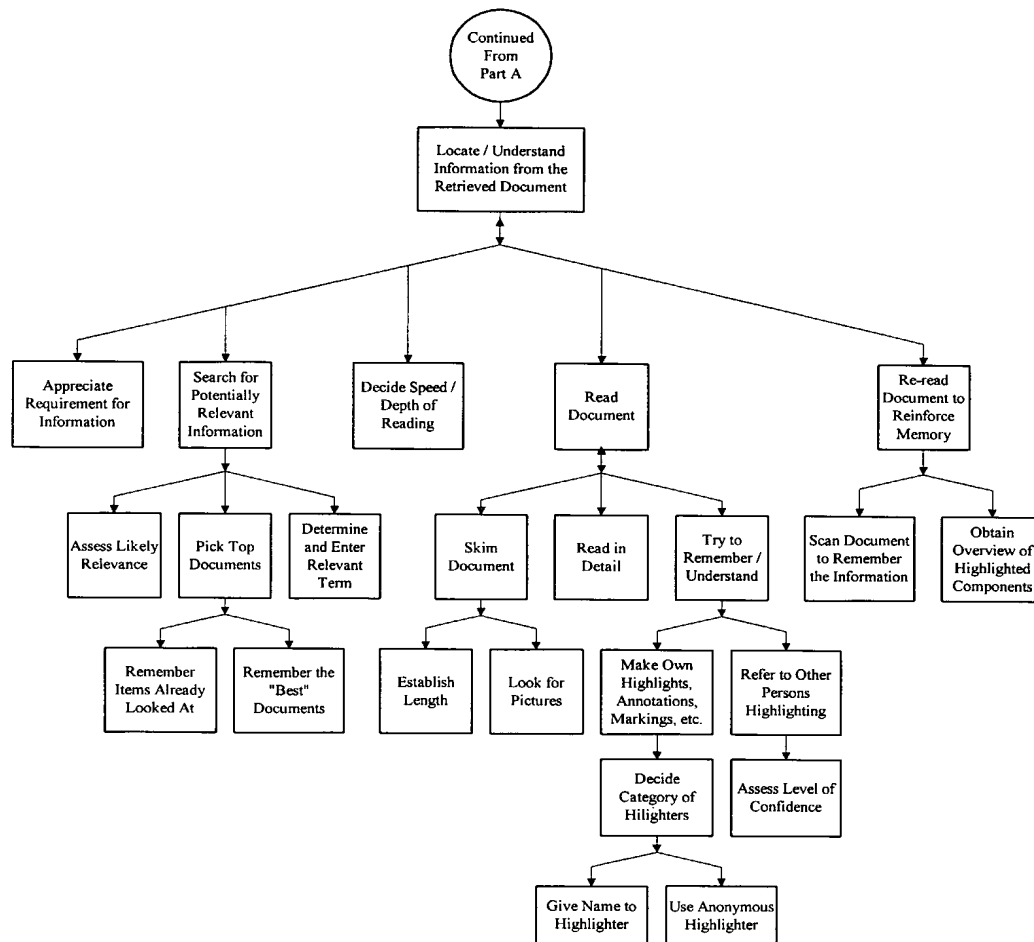 Continued
From
Part A
Locate / Understand
Information from the
Retrieved Document
Appreciate
Requirement for
Information
Search for
Potentially
Relevant
Information
Decide Speed /
Depth of
Reading
Read
Document
Re-read
Document to
Reinforce
Memory
Assess Likely
Relevance
Pick Top
Documents
Determine
and Enter
Relevant
Term
Skim
Document
Read in
Detail
Try to
Remember /
Understand
Scan Document
to Remember
the Information
Obtain
Overview of
Highlighted
Components
Remember
Items Already
Looked At
Remember the
"Best"
Documents
Establish
Length
Look for
Pictures
Make Own
Highlights,
Annotations,
Markings, etc.
Refer to Other
Persons
Highlighting
Decide
Category of
Hilighters
Assess Level of
Confidence
Give Name to
Highlighter
Use Anonymous
Highlighter